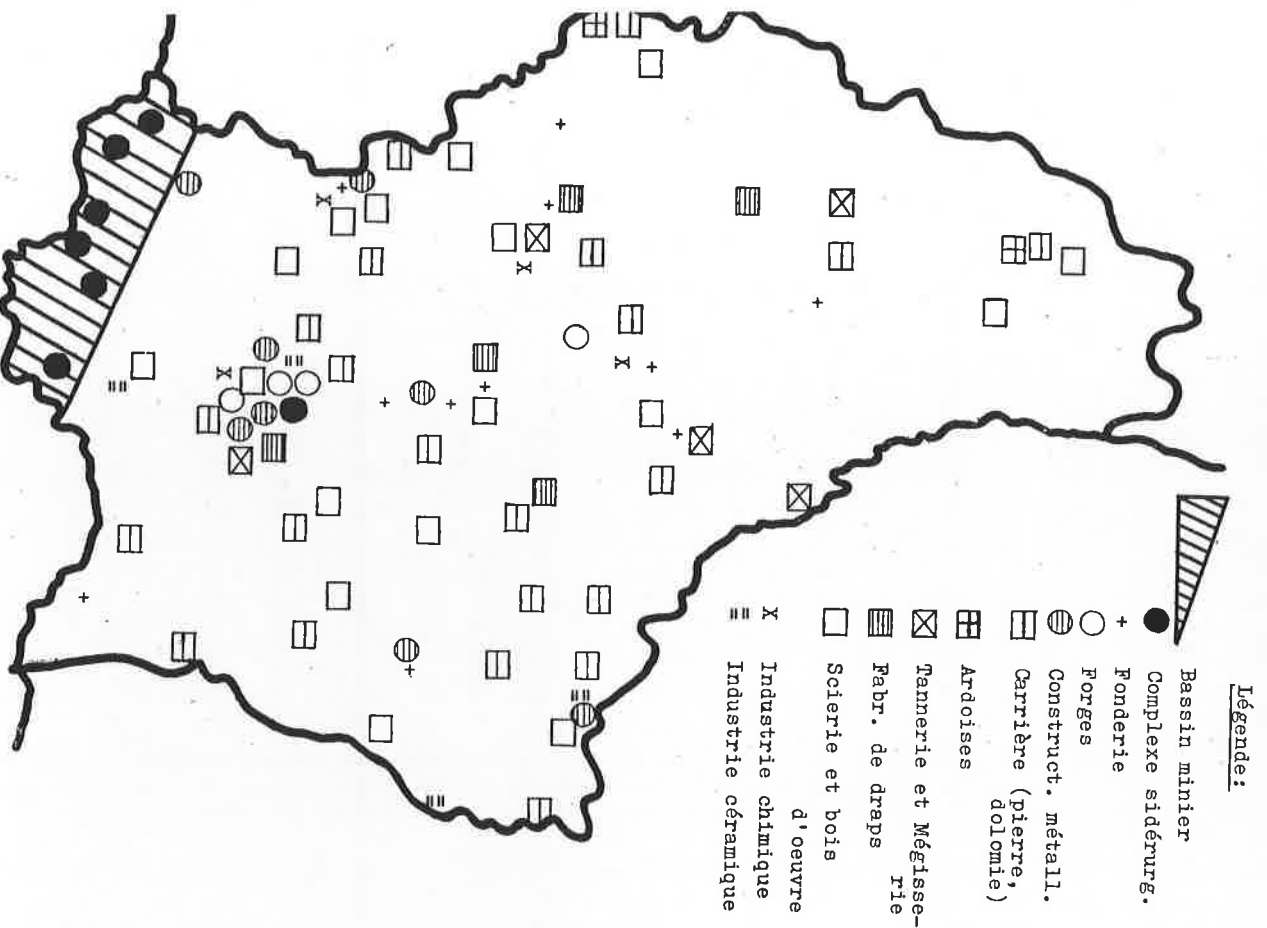 Légende:
Bassin minier
Complexe sidérurg.
+ Fonderie
Forges
Construct. métall.
Carrière (pierre,
dolomie)
Ardoises
Tannerie et Mégisse-
rie
Fabr. de draps
Scierie et bois
d'oeuvre
X Industrie chimique
Industrie céramique